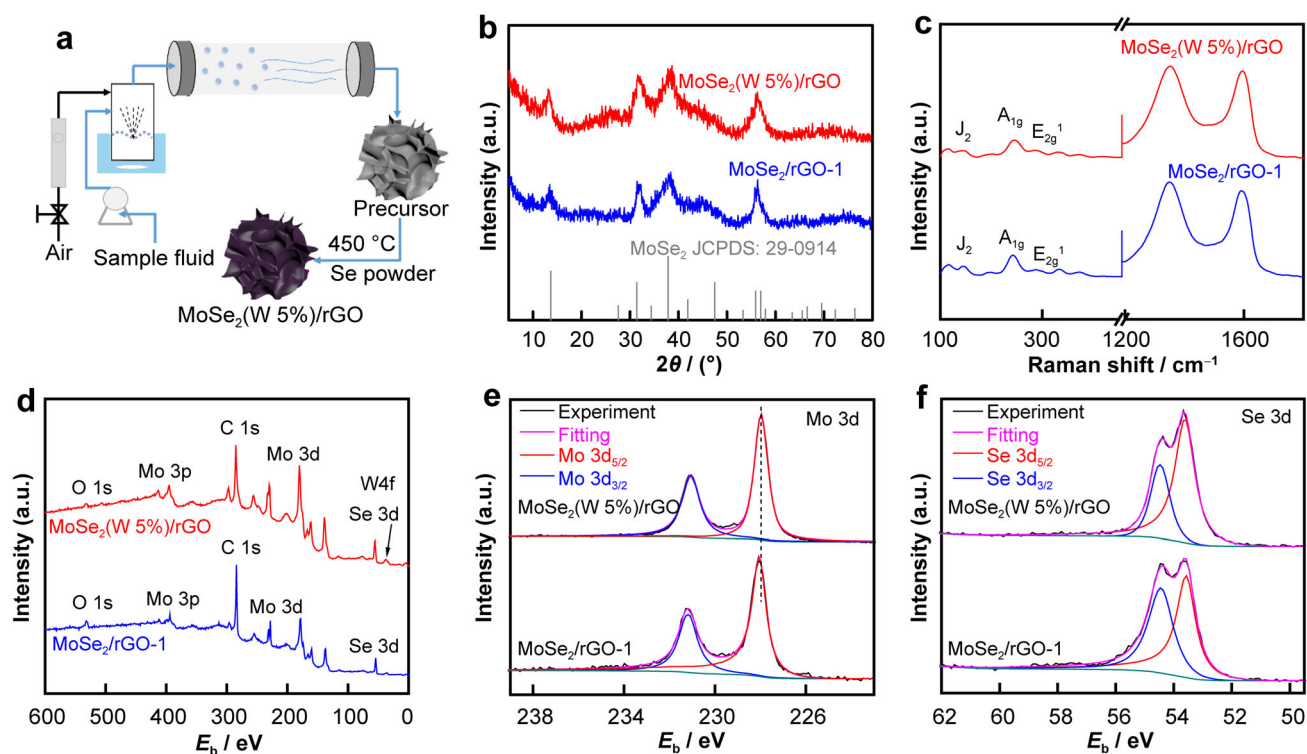 a
Air
Sample fluid
Precursor
450 °C
Se powder
MoSe₂(W 5%)/rGO
b
Intensity (a.u.)
MoSe₂(W 5%)/rGO
MoSe₂/rGO-1
MoSe₂ JCPDS: 29-0914
10 20 30 40 50 60 70 80
2θ / (°)
c
Intensity (a.u.)
MoSe₂(W 5%)/rGO
J₂ A₁g E₂g¹
MoSe₂/rGO-1
J₂ A₁g E₂g¹
100 300 1200 1600
Raman shift / cm⁻¹
d
Intensity (a.u.)
C 1s
Mo 3d
Mo 3p
O 1s
W4f
Se 3d
MoSe₂(W 5%)/rGO
C 1s
O 1s
Mo 3p
Mo 3d
Se 3d
MoSe₂/rGO-1
600 500 400 300 200 100 0
E_b / eV
e
Intensity (a.u.)
Experiment
Mo 3d
Fitting
Mo 3d₅/₂
Mo 3d₃/₂
MoSe₂(W 5%)/rGO
MoSe₂/rGO-1
238 234 230 226
E_b / eV
f
Intensity (a.u.)
Experiment
Se 3d
Fitting
Se 3d₅/₂
Se 3d₃/₂
MoSe₂(W 5%)/rGO
MoSe₂/rGO-1
62 60 58 56 54 52 50
E_b / eV